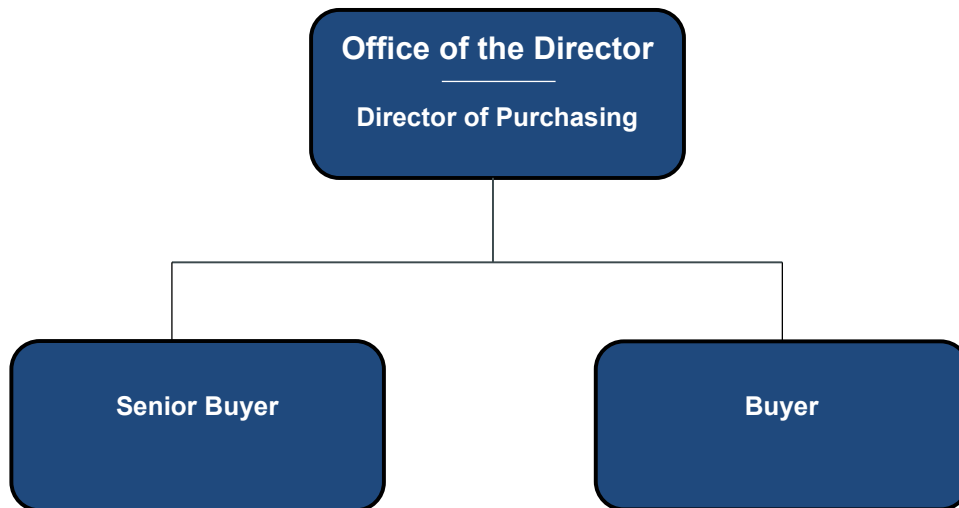 Office of the Director
Director of Purchasing
Senior Buyer
Buyer